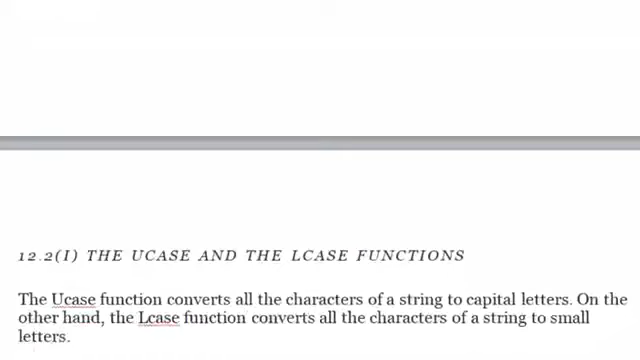 12.2(I) THE UCASE AND THE LCASE FUNCTIONS
The Ucase function converts all the characters of a string to capital letters. On the
other hand, the Lcase function converts all the characters of a string to small
letters.